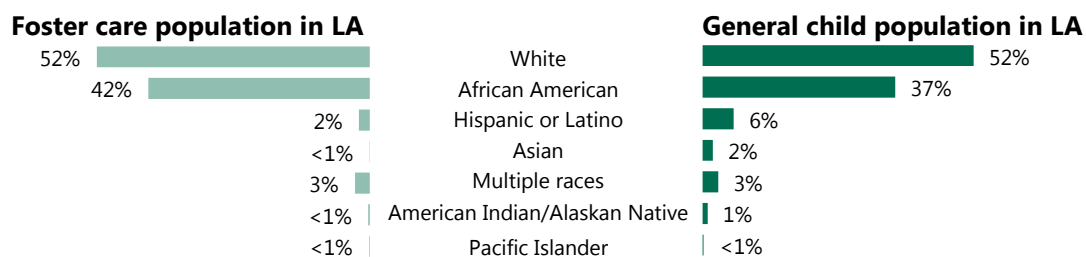 Foster care population in LA General child population in LA
52% White 52%
42% African American 37%
2% Hispanic or Latino 6%
<1% Asian 2%
3% Multiple races 3%
<1% American Indian/Alaskan Native 1%
<1% Pacific Islander <1%